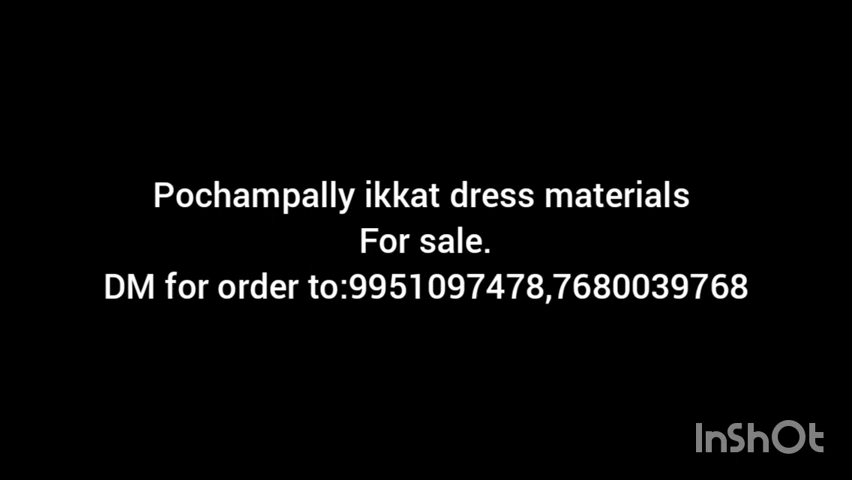 Pochampally ikkat dress materials
For sale.
DM for order to:9951097478,7680039768
InShOt